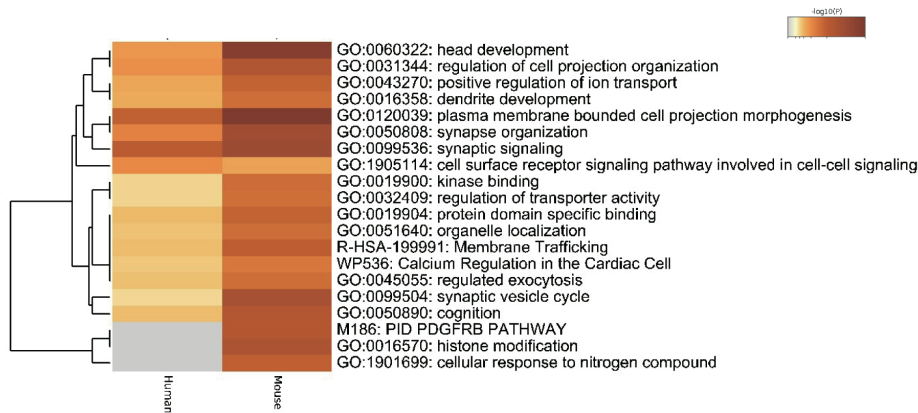 -log10(P)
GO:0060322: head development
GO:0031344: regulation of cell projection organization
GO:0043270: positive regulation of ion transport
GO:0016358: dendrite development
GO:0120039: plasma membrane bounded cell projection morphogenesis
GO:0050808: synapse organization
GO:0099536: synaptic signaling
GO:1905114: cell surface receptor signaling pathway involved in cell-cell signaling
GO:0019900: kinase binding
GO:0032409: regulation of transporter activity
GO:0019904: protein domain specific binding
GO:0051640: organelle localization
R-HSA-199991: Membrane Trafficking
WP536: Calcium Regulation in the Cardiac Cell
GO:0045055: regulated exocytosis
GO:0099504: synaptic vesicle cycle
GO:0050890: cognition
M186: PID PDGFRB PATHWAY
GO:0016570: histone modification
GO:1901699: cellular response to nitrogen compound
Human
Mouse